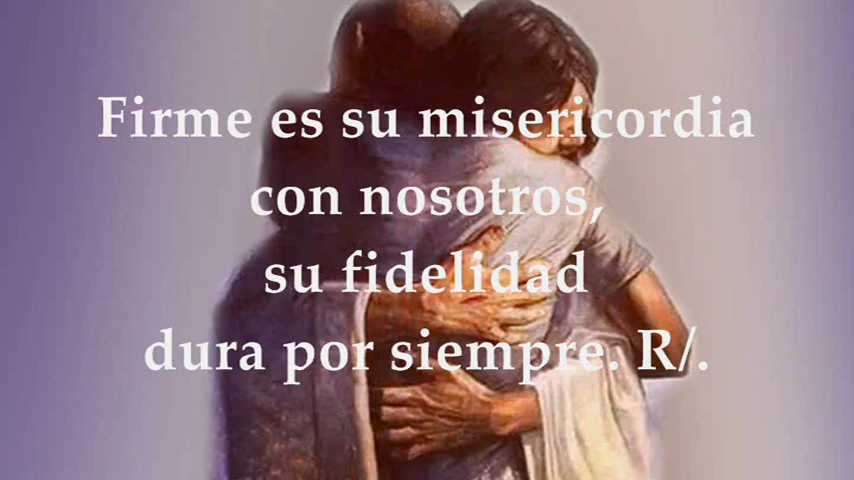 Firme es su misericordia
con nosotros,
su fidelidad
dura por siempre. R/.